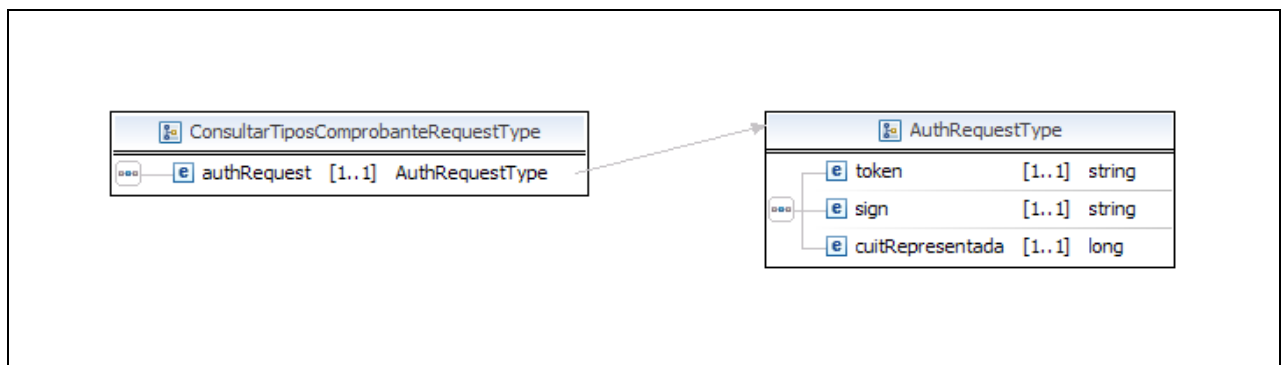 ConsultarTiposComprobanteRequestType
e authRequest [1..1] AuthRequestType
AuthRequestType
e token [1..1] string
e sign [1..1] string
e cuitRepresentada [1..1] long